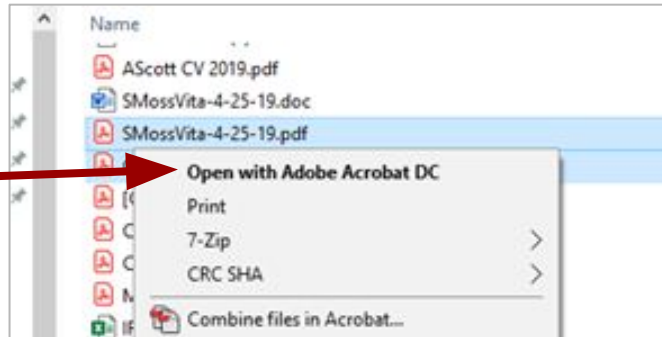 Name
AScott CV 2019.pdf
SMossVita-4-25-19.doc
SMossVita-4-25-19.pdf
Open with Adobe Acrobat DC
Print
7-Zip
CRC SHA
Combine files in Acrobat...